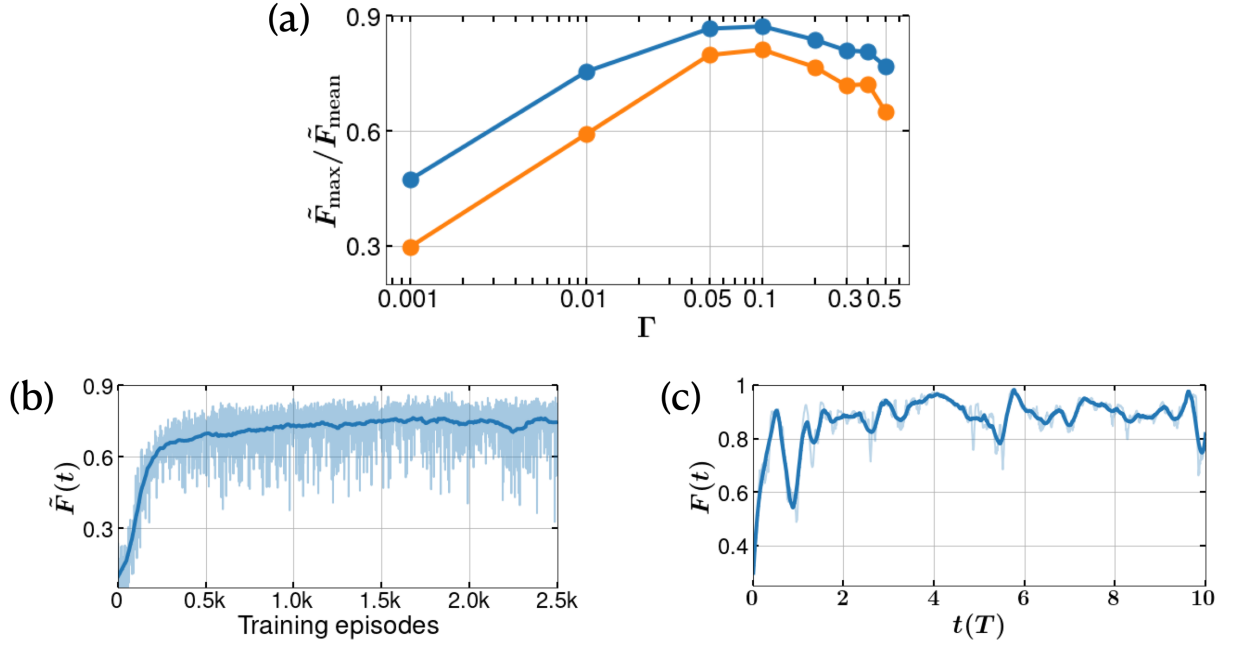 (a)
F̃max/F̃mean
0.9
0.6
0.3
0.001 0.01 0.05 0.1 0.3 0.5
Γ
(b)
F̃(t)
0.9
0.6
0.3
0 0.5k 1.0k 1.5k 2.0k 2.5k
Training episodes
(c)
F(t)
1
0.8
0.6
0.4
0 2 4 6 8 10
t(T)